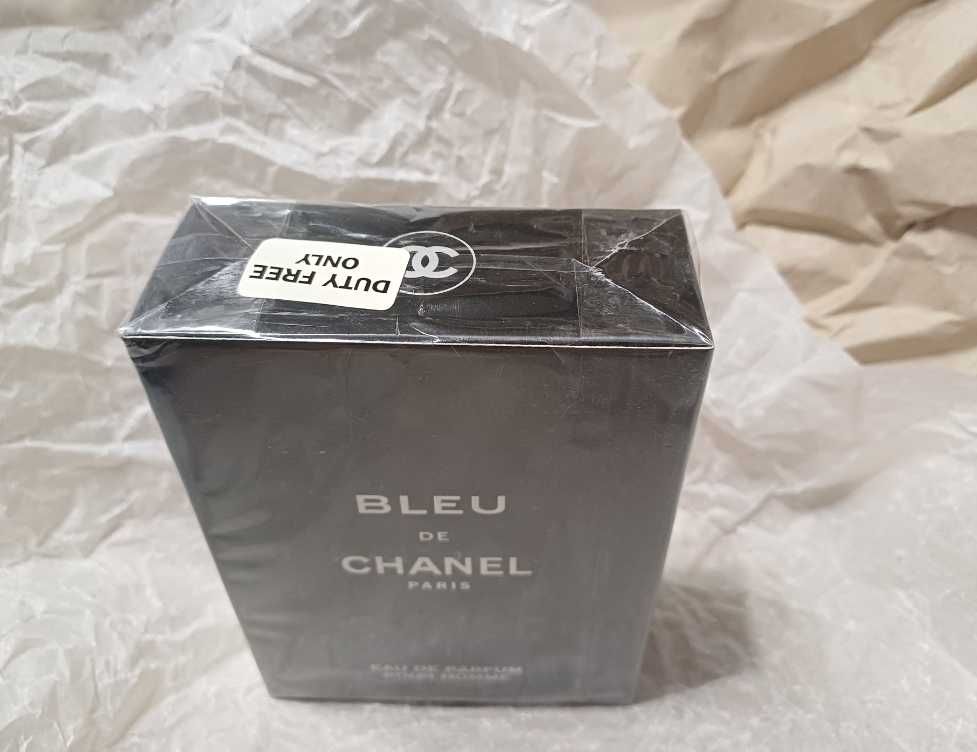 DUTY FREE
ONLY
BLEU
DE
CHANEL
PARIS
EAU DE PARFUM
POUR HOMME